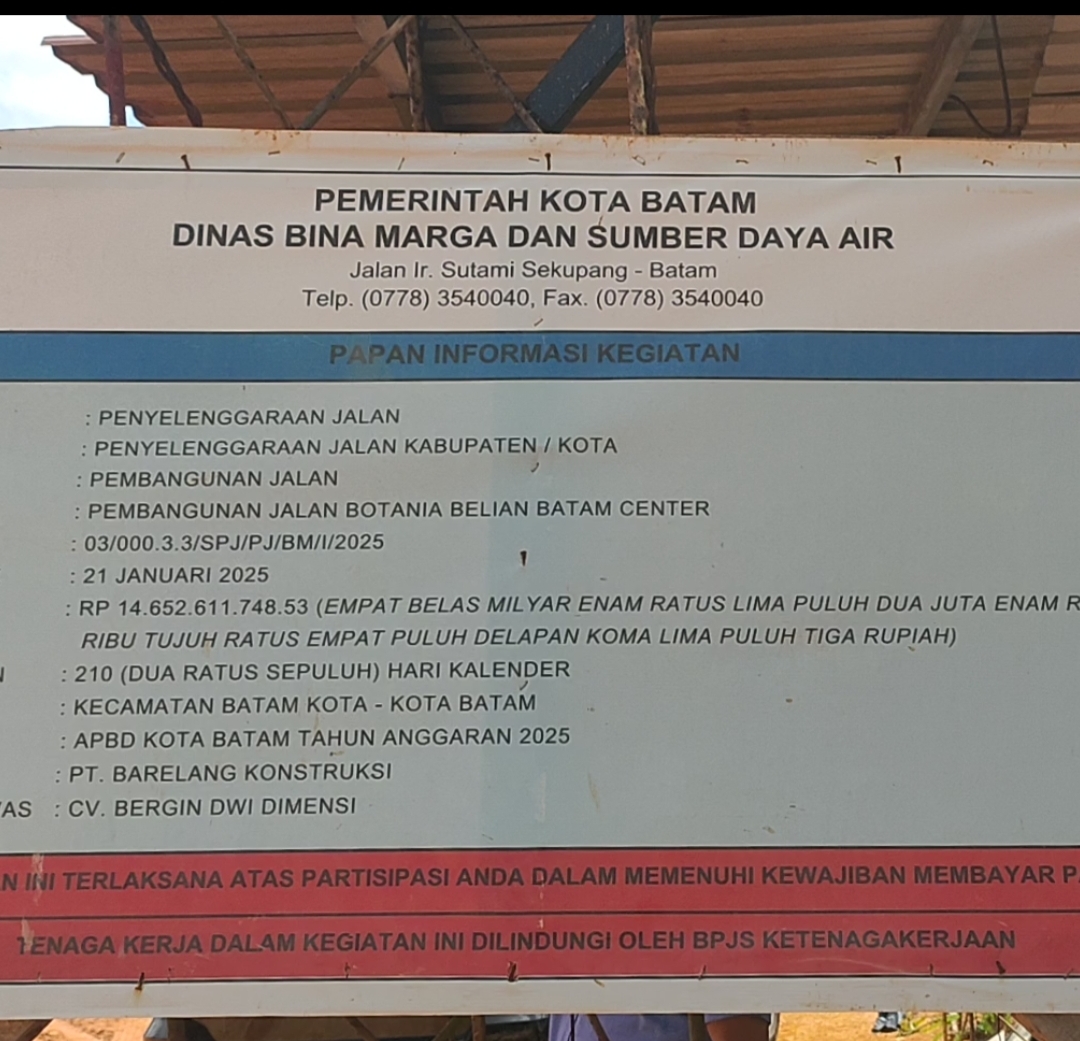 PEMERINTAH KOTA BATAM
DINAS BINA MARGA DAN SUMBER DAYA AIR
Jalan Ir. Sutami Sekupang - Batam
Telp. (0778) 3540040, Fax. (0778) 3540040
PAPAN INFORMASI KEGIATAN
: PENYELENGGARAAN JALAN
: PENYELENGGARAAN JALAN KABUPATEN / KOTA
: PEMBANGUNAN JALAN
: PEMBANGUNAN JALAN BOTANIA BELIAN BATAM CENTER
: 03/000.3.3/SPJ/PJ/BM/I/2025
: 21 JANUARI 2025
: RP 14.652.611.748.53 (EMPAT BELAS MILYAR ENAM RATUS LIMA PULUH DUA JUTA ENAM R
RIBU TUJUH RATUS EMPAT PULUH DELAPAN KOMA LIMA PULUH TIGA RUPIAH)
: 210 (DUA RATUS SEPULUH) HARI KALENDER
: KECAMATAN BATAM KOTA - KOTA BATAM
: APBD KOTA BATAM TAHUN ANGGARAN 2025
: PT. BARELANG KONSTRUKSI
AS : CV. BERGIN DWI DIMENSI
N INI TERLAKSANA ATAS PARTISIPASI ANDA DALAM MEMENUHI KEWAJIBAN MEMBAYAR P
TENAGA KERJA DALAM KEGIATAN INI DILINDUNGI OLEH BPJS KETENAGAKERJAAN